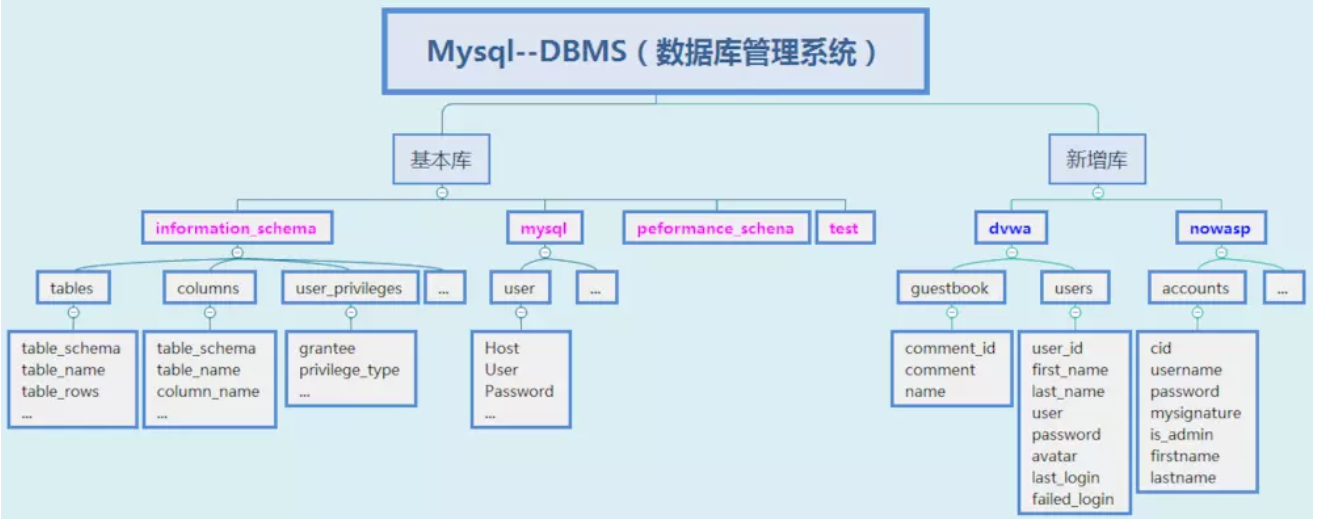 Mysql--DBMS（数据库管理系统）
基本库
新增库
information_schema
mysql
peformance_schena
test
dvwa
nowasp
tables
columns
user_privileges
...
user
...
guestbook
users
accounts
...
table_schema
table_name
table_rows
...
table_schema
table_name
column_name
...
grantee
privilege_type
...
Host
User
Password
...
comment_id
comment
name
user_id
first_name
last_name
user
password
avatar
last_login
failed_login
cid
username
password
mysignature
is_admin
firstname
lastname